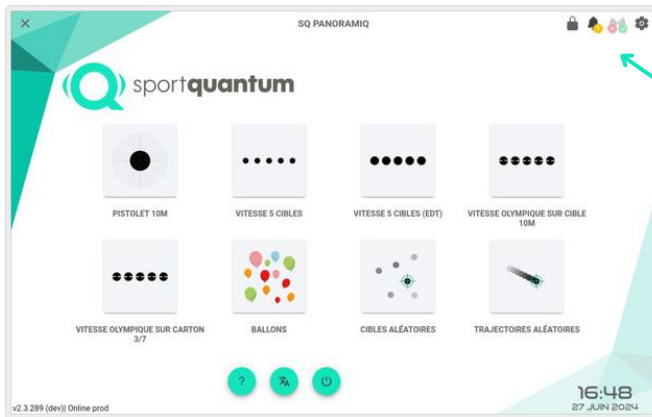 SQ PANORAMIQ
sportquantum
PISTOLET 10M
VITESSE 5 CIBLES
VITESSE 5 CIBLES (EDT)
VITESSE OLYMPIQUE SUR CIBLE
10M
VITESSE OLYMPIQUE SUR CARTON
3/7
BALLONS
CIBLES ALÉATOIRES
TRAJECTOIRES ALÉATOIRES
?
v2.3.289 (dev)| Online prod
16:48
27 JUIN 2024